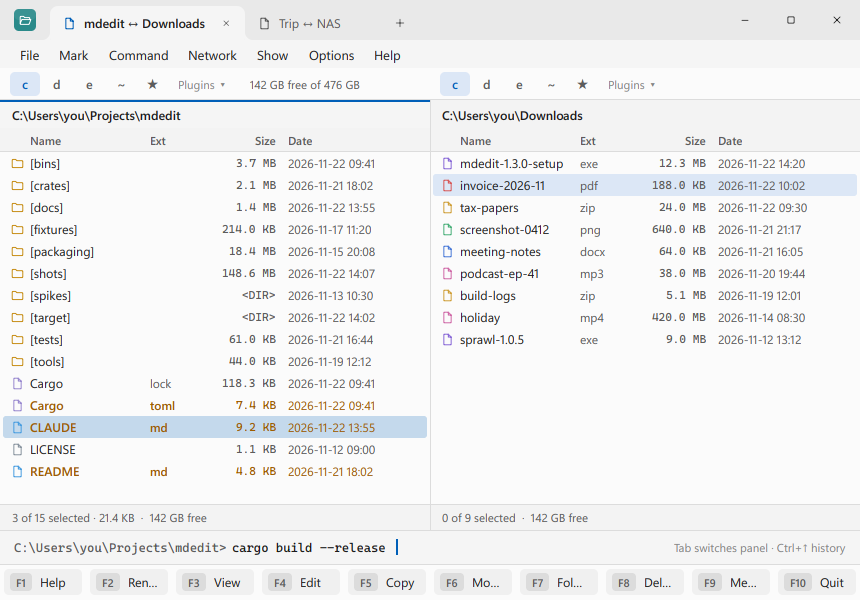 mdedit ↔ Downloads × Trip ↔ NAS +
File Mark Command Network Show Options Help
c d e ~ ★ Plugins ▾ 142 GB free of 476 GB
c d e ~ ★ Plugins ▾
C:\Users\you\Projects\mdedit
Name Ext Size Date
[bins] 3.7 MB 2026-11-22 09:41
[crates] 2.1 MB 2026-11-21 18:02
[docs] 1.4 MB 2026-11-22 13:55
[fixtures] 214.0 KB 2026-11-17 11:20
[packaging] 18.4 MB 2026-11-15 20:08
[shots] 148.6 MB 2026-11-22 14:07
[spikes] <DIR> 2026-11-13 10:30
[target] <DIR> 2026-11-22 14:02
[tests] 61.0 KB 2026-11-21 16:44
[tools] 44.0 KB 2026-11-19 12:12
Cargo lock 118.3 KB 2026-11-22 09:41
Cargo toml 7.4 KB 2026-11-22 09:41
CLAUDE md 9.2 KB 2026-11-22 13:55
LICENSE 1.1 KB 2026-11-12 09:00
README md 4.8 KB 2026-11-21 18:02
3 of 15 selected · 21.4 KB · 142 GB free
C:\Users\you\Downloads
Name Ext Size Date
mdedit-1.3.0-setup exe 12.3 MB 2026-11-22 14:20
invoice-2026-11 pdf 188.0 KB 2026-11-22 10:02
tax-papers zip 24.0 MB 2026-11-22 09:30
screenshot-0412 png 640.0 KB 2026-11-21 21:17
meeting-notes docx 64.0 KB 2026-11-21 16:05
podcast-ep-41 mp3 38.0 MB 2026-11-20 19:44
build-logs zip 5.1 MB 2026-11-19 12:01
holiday mp4 420.0 MB 2026-11-14 08:30
sprawl-1.0.5 exe 9.0 MB 2026-11-12 13:12
0 of 9 selected · 142 GB free
C:\Users\you\Projects\mdedit> cargo build --release
Tab switches panel · Ctrl+↑ history
F1 Help F2 Ren... F3 View F4 Edit F5 Copy F6 Mo... F7 Fol... F8 Del... F9 Me... F10 Quit